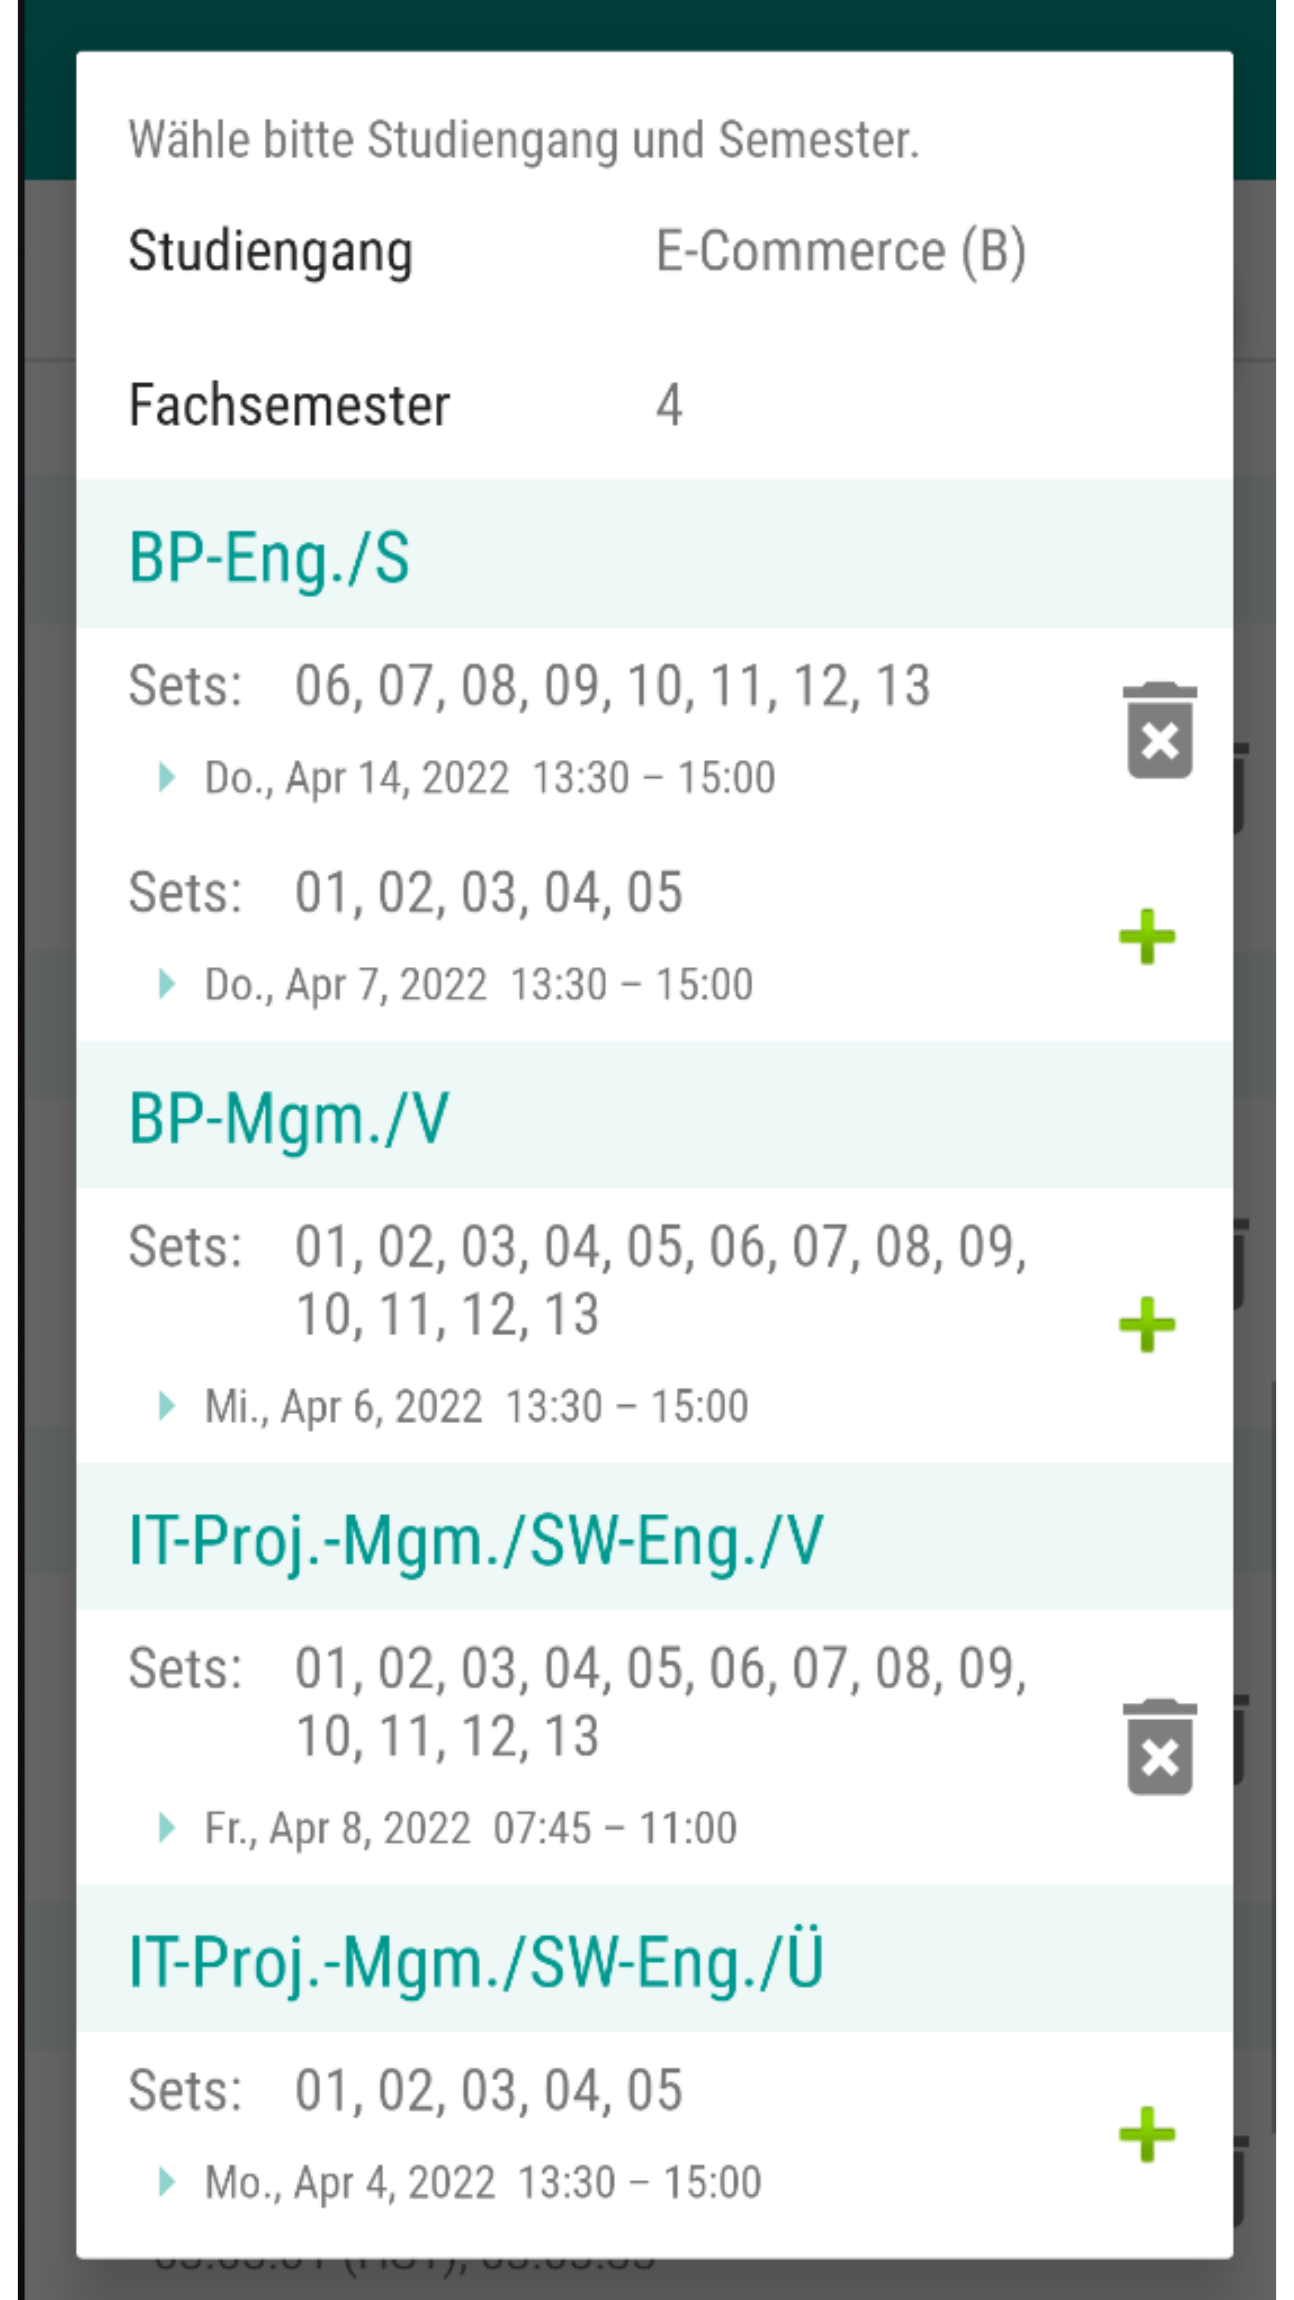 Wähle bitte Studiengang und Semester.
Studiengang E-Commerce (B)
Fachsemester 4
BP-Eng./S
Sets: 06, 07, 08, 09, 10, 11, 12, 13
Do., Apr 14, 2022 13:30 – 15:00
Sets: 01, 02, 03, 04, 05
Do., Apr 7, 2022 13:30 – 15:00
BP-Mgm./V
Sets: 01, 02, 03, 04, 05, 06, 07, 08, 09,
10, 11, 12, 13
Mi., Apr 6, 2022 13:30 – 15:00
IT-Proj.-Mgm./SW-Eng./V
Sets: 01, 02, 03, 04, 05, 06, 07, 08, 09,
10, 11, 12, 13
Fr., Apr 8, 2022 07:45 – 11:00
IT-Proj.-Mgm./SW-Eng./Ü
Sets: 01, 02, 03, 04, 05
Mo., Apr 4, 2022 13:30 – 15:00